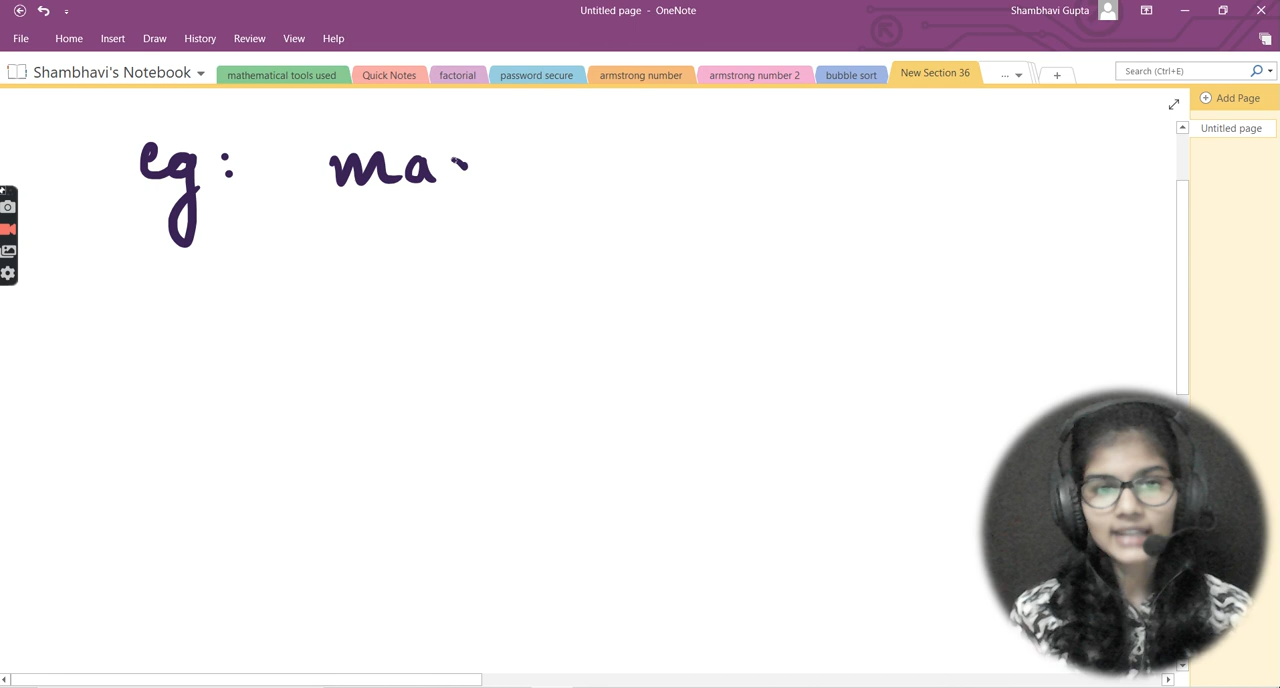 Untitled page - OneNote
Shambhavi Gupta
File Home Insert Draw History Review View Help
Shambhavi's Notebook
mathematical tools used
Quick Notes
factorial
password secure
armstrong number
armstrong number 2
bubble sort
New Section 36
...
Search (Ctrl+E)
Add Page
Untitled page
eg: ma